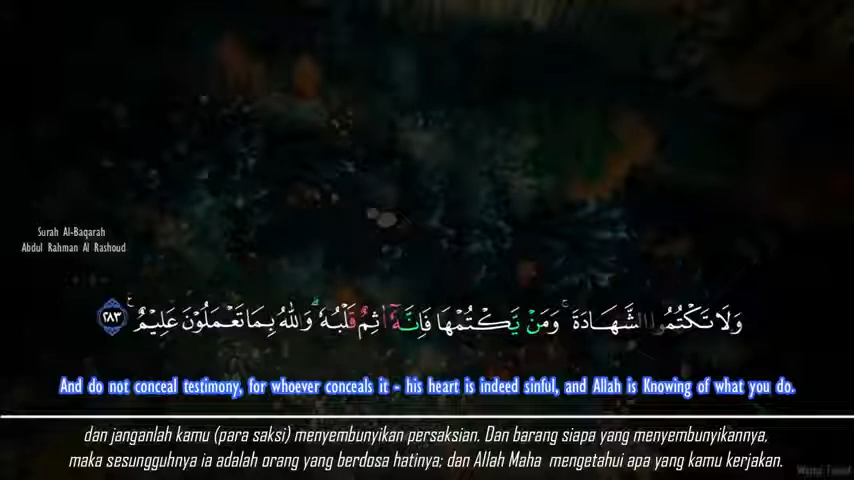 Surah Al-Baqarah
Abdul Rahman Al Rashoud
وَلَا تَكْتُمُوا الشَّهَادَةَ ۗ وَمَنْ يَّكْتُمْهَا فَاِنَّهٗٓ اٰثِمٌ قَلْبُهٗ ۗ وَاللّٰهُ بِمَا تَعْمَلُوْنَ عَلِيْمٌ ࣖ ٢٨٣
And do not conceal testimony, for whoever conceals it - his heart is indeed sinful, and Allah is Knowing of what you do.
dan janganlah kamu (para saksi) menyembunyikan persaksian. Dan barang siapa yang menyembunyikannya,
maka sesungguhnya ia adalah orang yang berdosa hatinya; dan Allah Maha mengetahui apa yang kamu kerjakan.